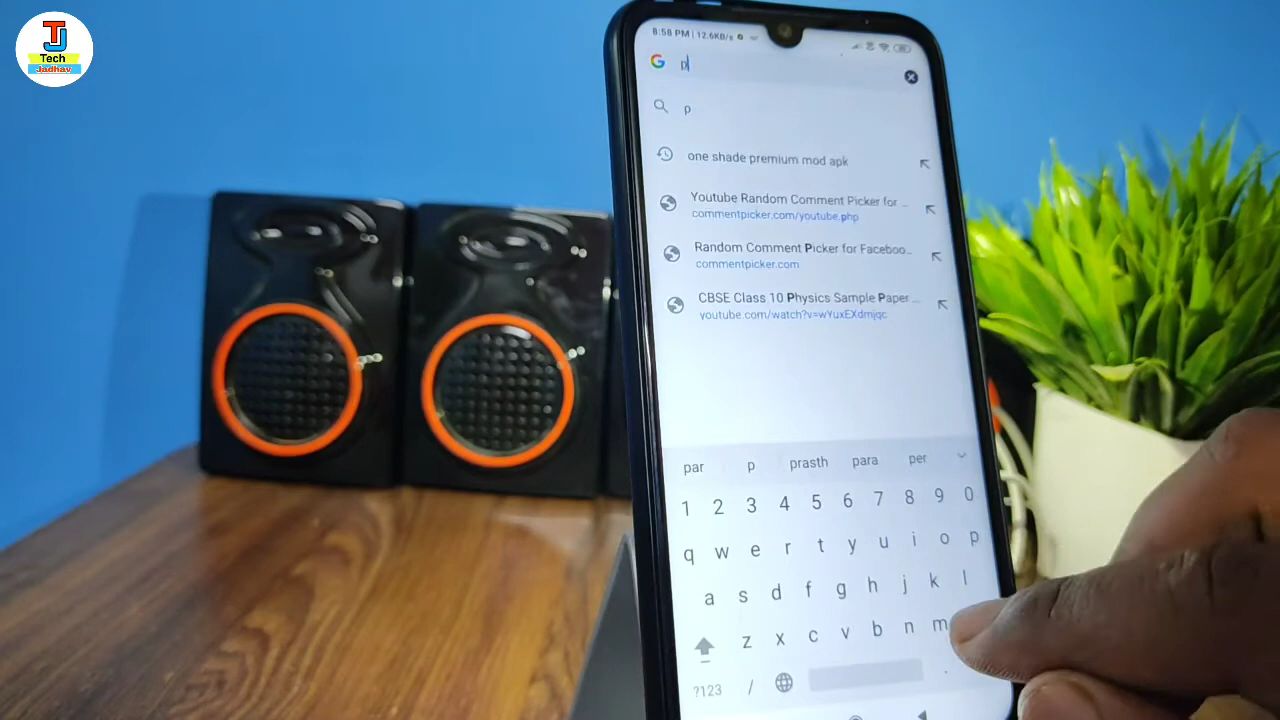 TJ
Tech
Jadhav
8:58 PM | 12.6KB/s
p
p
one shade premium mod apk
Youtube Random Comment Picker for ...
commentpicker.com/youtube.php
Random Comment Picker for Faceboo...
commentpicker.com
CBSE Class 10 Physics Sample Paper ...
youtube.com/watch?v=wYuxEXdmjqc
par p prasth para per
1 2 3 4 5 6 7 8 9 0
q w e r t y u i o p
a s d f g h j k l
z x c v b n m
?123 / .